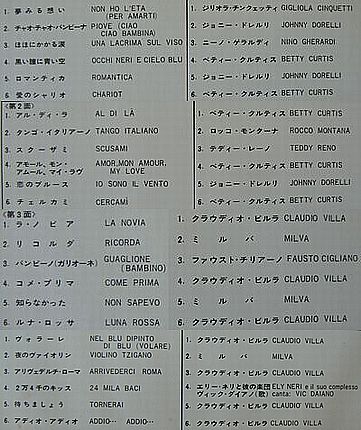 1. 夢みる想い NON HO L'ETA
(PER AMARTI)
2. チャオ・チャオ・バンビーナ PIOVE (CIAO
CIAO BAMBINA)
3. ほほにかかる涙 UNA LACRIMA SUL VISO
4. 黒い瞳に青い空 OCCHI NERI E CIELO BLU
5. ロマンティカ ROMANTICA
6. 愛のシャリオ CHARIOT
1. ジリオラ・チンクェッティ GIGLIOLA CINQUETTI
2. ジョニー・ドレルリ JOHNNY DORELLI
3. ニーノ・ゲラルディ NINO GHERARDI
4. ベティー・クルティス BETTY CURTIS
5. ジョニー・ドレルリ JOHNNY DORELLI
6. ベティー・クルティス BETTY CURTIS
〈第2面〉
1. アル・ディ・ラ AL DI LÀ
2. タンゴ・イタリアーノ TANGO ITALIANO
3. スクーザミ SCUSAMI
4. アモール、モン・ AMOR, MON AMOUR,
アムール、マイ・ラヴ MY LOVE
5. 恋のブルース IO SONO IL VENTO
6. チェルカミ CERCAMÌ
1. ベティー・クルティス BETTY CURTIS
2. ロッコ・モンターナ ROCCO MONTANA
3. テディー・レーノ TEDDY RENO
4. ベティー・クルティス BETTY CURTIS
5. ジョニー・ドレルリ JOHNNY DORELLI
6. ベティー・クルティス BETTY CURTIS
〈第3面〉
1. ラ・ノビア LA NOVIA
2. リコルダ RICORDA
3. バンビーノ(ガリオーネ) GUAGLIONE
(BAMBINO)
4. コメ・プリマ COME PRIMA
5. 知らなかった NON SAPEVO
6. ルナ・ロッサ LUNA ROSSA
1. クラウディオ・ビルラ CLAUDIO VILLA
2. ミルバ MILVA
3. ファウスト・チリアーノ FAUSTO CIGLIANO
4. クラウディオ・ビルラ CLAUDIO VILLA
5. クラウディオ・ビルラ CLAUDIO VILLA
6. クラウディオ・ビルラ CLAUDIO VILLA
1. ヴォラーレ NEL BLU DIPINTO
DI BLU (VOLARE)
2. 夜のヴァイオリン VIOLINO TZIGANO
3. アリヴェデルチ・ローマ ARRIVEDERCI ROMA
4. 2万4千のキッス 24 MILA BACI
5. 待ちましょう TORNERAI
6. アディオ・アディオ ADDIO… ADDIO…
1. クラウディオ・ビルラ CLAUDIO VILLA
2. ミルバ MILVA
3. クラウディオ・ビルラ CLAUDIO VILLA
4. エリー・ネリと彼の楽団 ELY NERI e il suo complesso
ヴィック・ダイアノ(歌) canta: VIC DAIANO
5. クラウディオ・ビルラ CLAUDIO VILLA
6. クラウディオ・ビルラ CLAUDIO VILLA